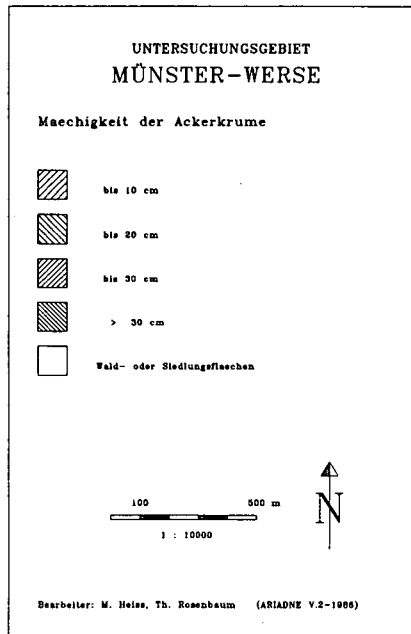 UNTERSUCHUNGSGEBIET
MÜNSTER-WERSE
Maechigkeit der Ackerkrume
bis 10 cm
bis 20 cm
bis 30 cm
> 30 cm
Wald- oder Siedlungsflaechen
100 500 m
N
1 : 10000
Bearbeiter: M. Heiss, Th. Rosenbaum (ARIADNE V.2-1986)